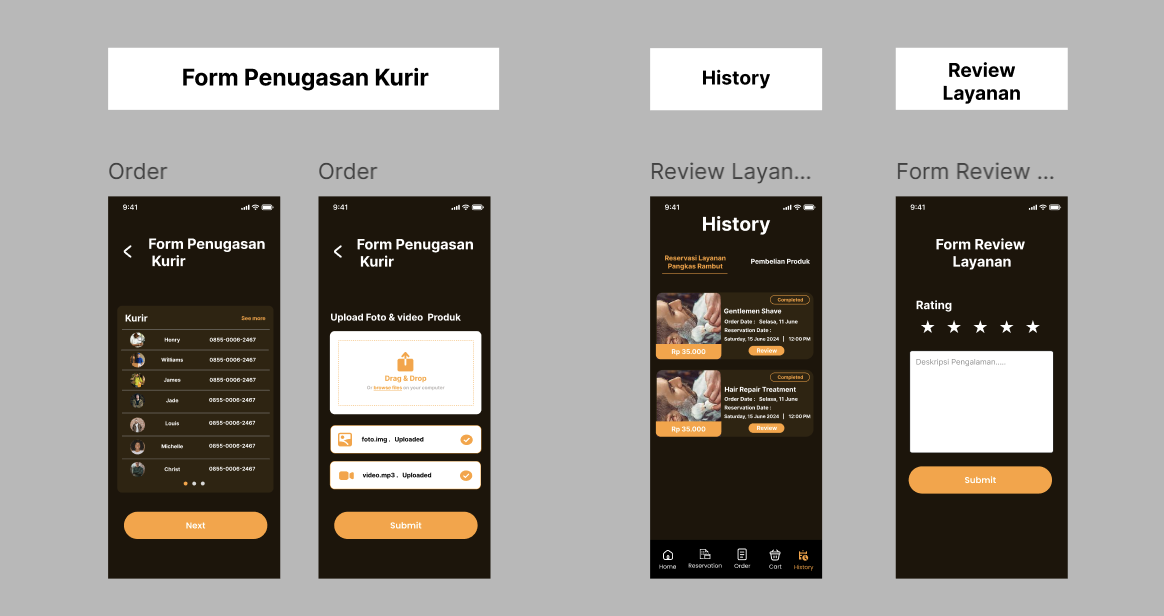 Form Penugasan Kurir
History
Review
Layanan
Order
Order
Review Layan...
Form Review ...
9:41
Form Penugasan
Kurir
Kurir
See more
Henry
0855-0006-2467
Williams
0855-0006-2467
James
0855-0006-2467
Jade
0855-0006-2467
Louis
0855-0006-2467
Michelle
0855-0006-2467
Christ
0855-0006-2467
Next
9:41
Form Penugasan
Kurir
Upload Foto & video Produk
Drag & Drop
Or browse files on your computer
foto.img . Uploaded
video.mp3 . Uploaded
Submit
9:41
History
Reservasi Layanan
Pangkas Rambut
Pembelian Produk
Completed
Gentlemen Shave
Order Date : Selasa, 11 June
Reservation Date :
Saturday, 15 June 2024 | 12:00 PM
Rp 35.000
Review
Completed
Hair Repair Treatment
Order Date : Selasa, 11 June
Reservation Date :
Saturday, 15 June 2024 | 12:00 PM
Rp 35.000
Review
Home
Reservation
Order
Cart
History
9:41
Form Review
Layanan
Rating
Deskripsi Pengalaman.....
Submit